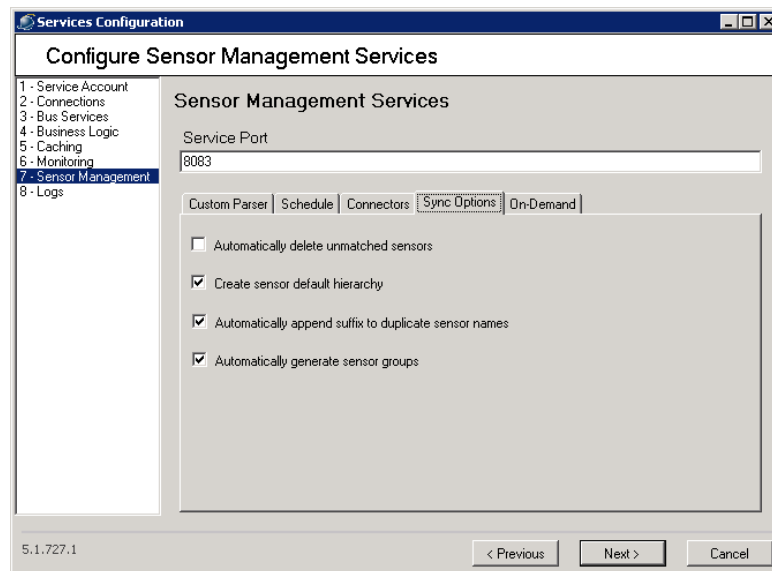 Services Configuration
Configure Sensor Management Services
1 - Service Account
2 - Connections
3 - Bus Services
4 - Business Logic
5 - Caching
6 - Monitoring
7 - Sensor Management
8 - Logs
Sensor Management Services
Service Port
8083
Custom Parser Schedule Connectors Sync Options On-Demand
Automatically delete unmatched sensors
Create sensor default hierarchy
Automatically append suffix to duplicate sensor names
Automatically generate sensor groups
5.1.727.1
< Previous Next > Cancel